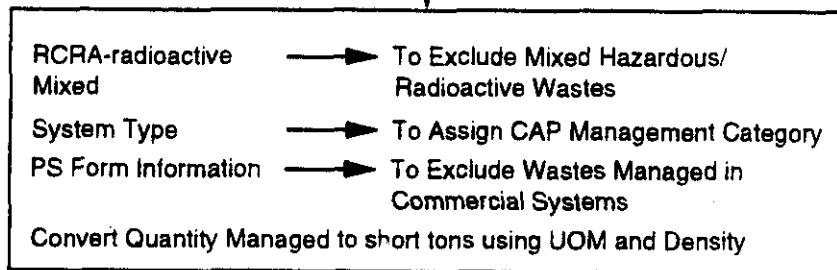 RCRA-radioactive To Exclude Mixed Hazardous/
Mixed Radioactive Wastes
System Type To Assign CAP Management Category
PS Form Information To Exclude Wastes Managed in
Commercial Systems
Convert Quantity Managed to short tons using UOM and Density